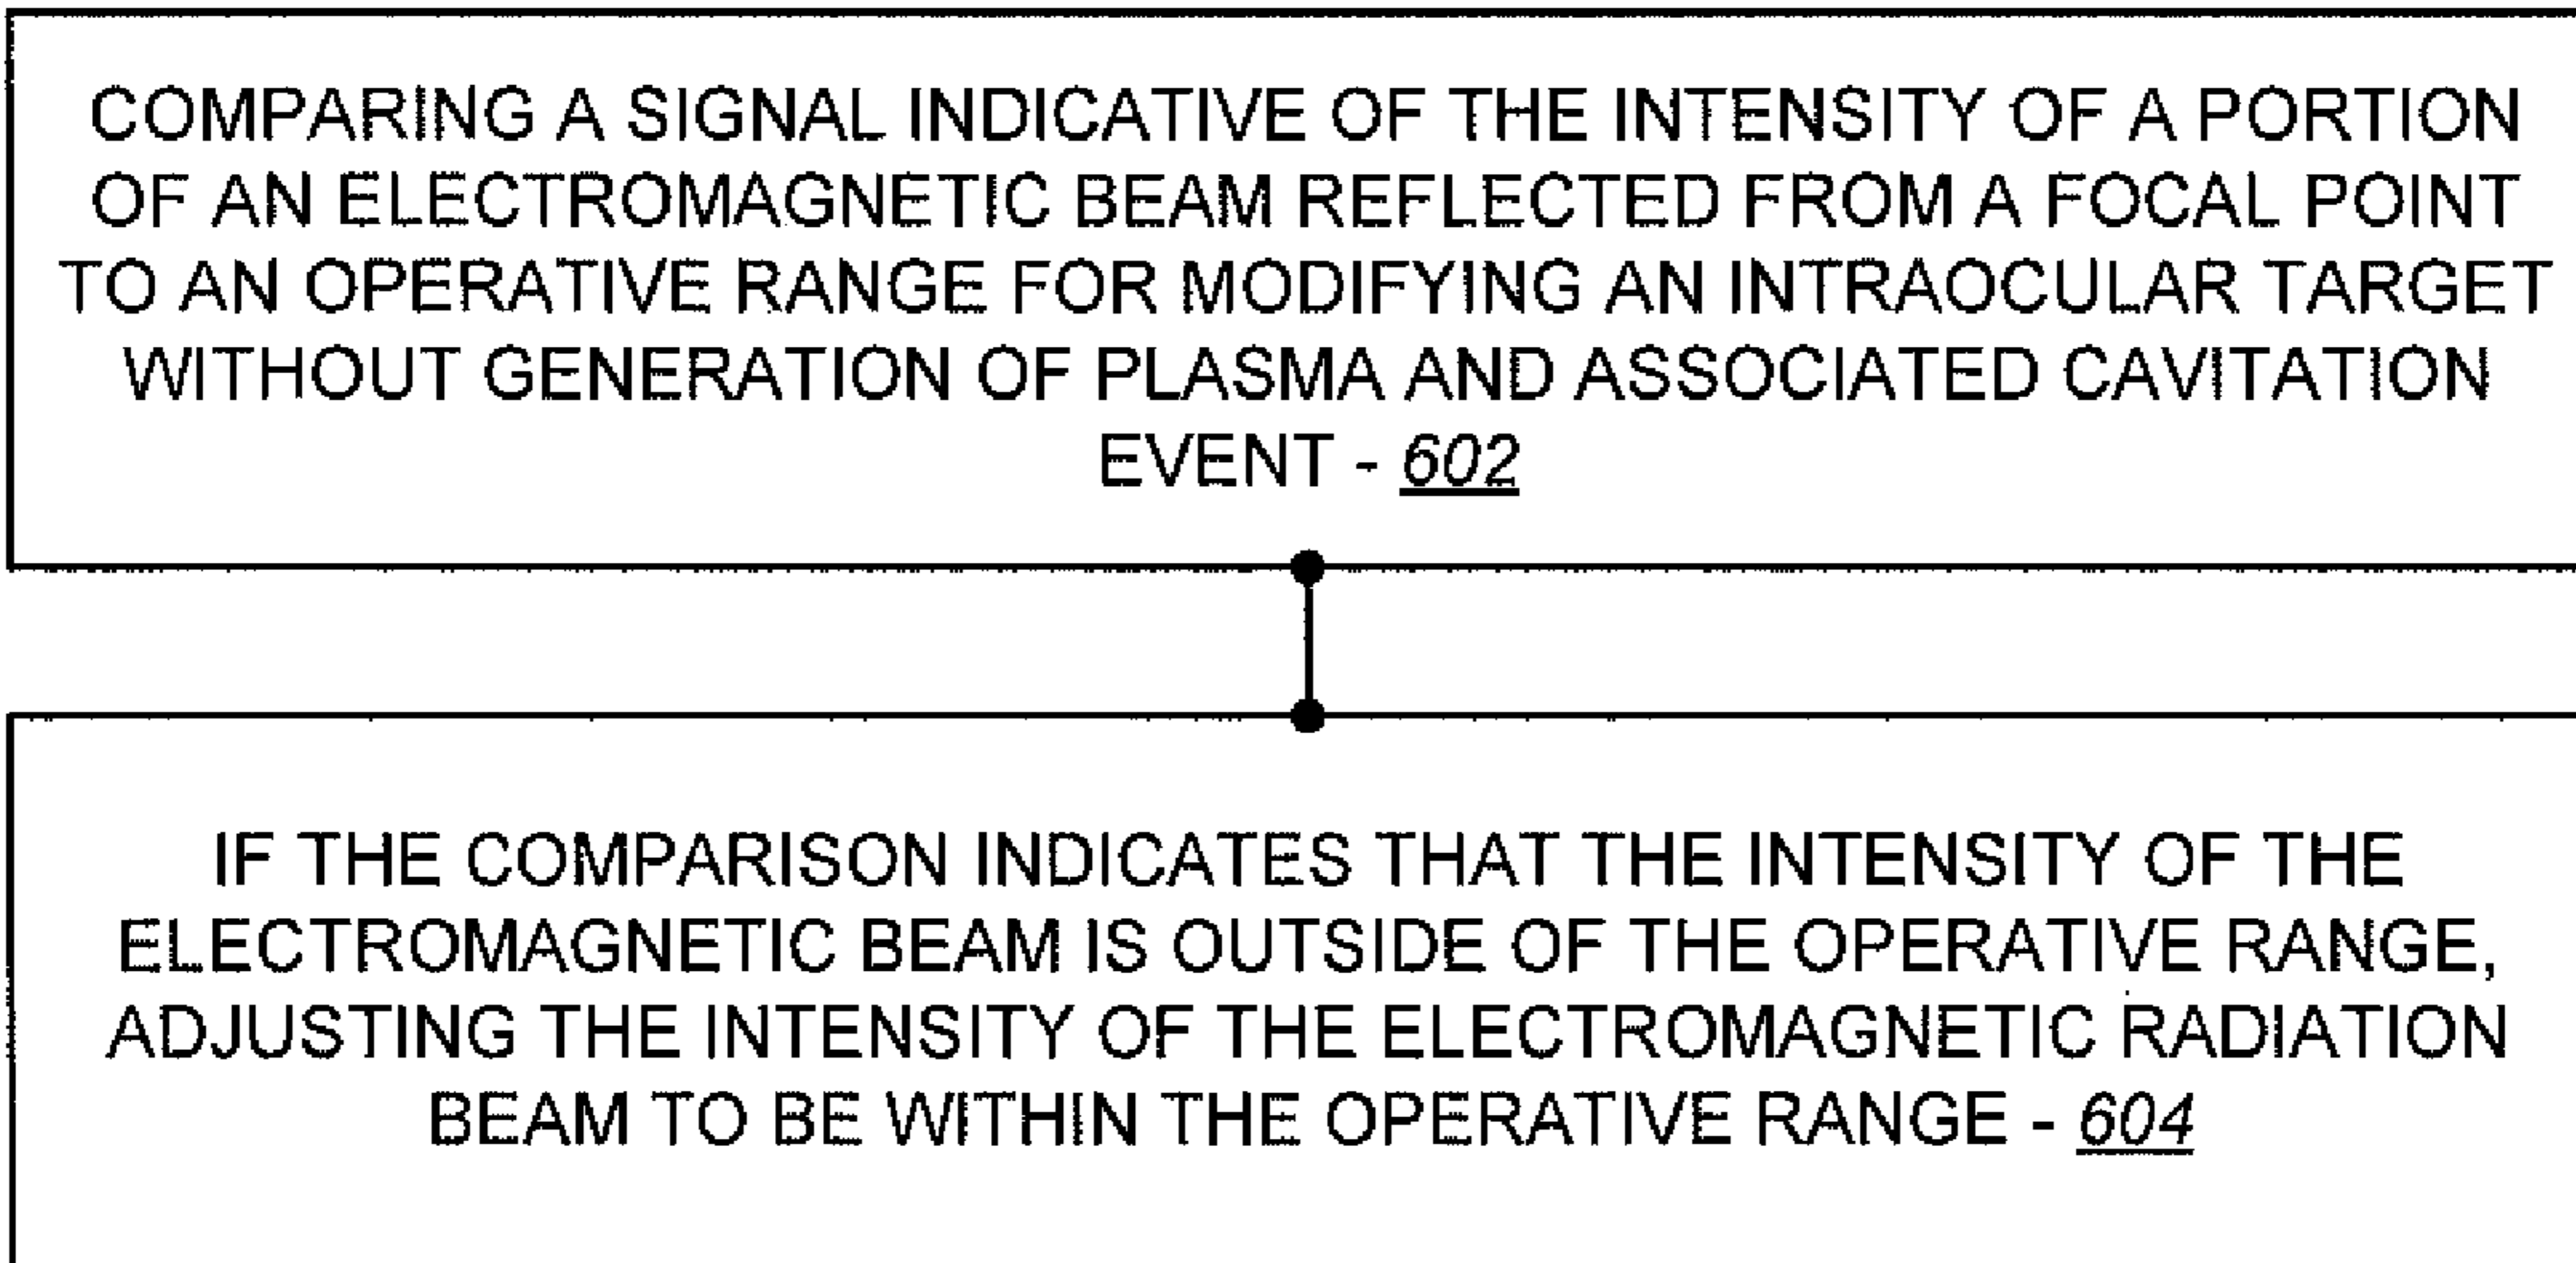 COMPARING A SIGNAL INDICATIVE OF THE INTENSITY OF A PORTION
OF AN ELECTROMAGNETIC BEAM REFLECTED FROM A FOCAL POINT
TO AN OPERATIVE RANGE FOR MODIFYING AN INTRAOCULAR TARGET
WITHOUT GENERATION OF PLASMA AND ASSOCIATED CAVITATION
EVENT - 602
IF THE COMPARISON INDICATES THAT THE INTENSITY OF THE
ELECTROMAGNETIC BEAM IS OUTSIDE OF THE OPERATIVE RANGE,
ADJUSTING THE INTENSITY OF THE ELECTROMAGNETIC RADIATION
BEAM TO BE WITHIN THE OPERATIVE RANGE - 604